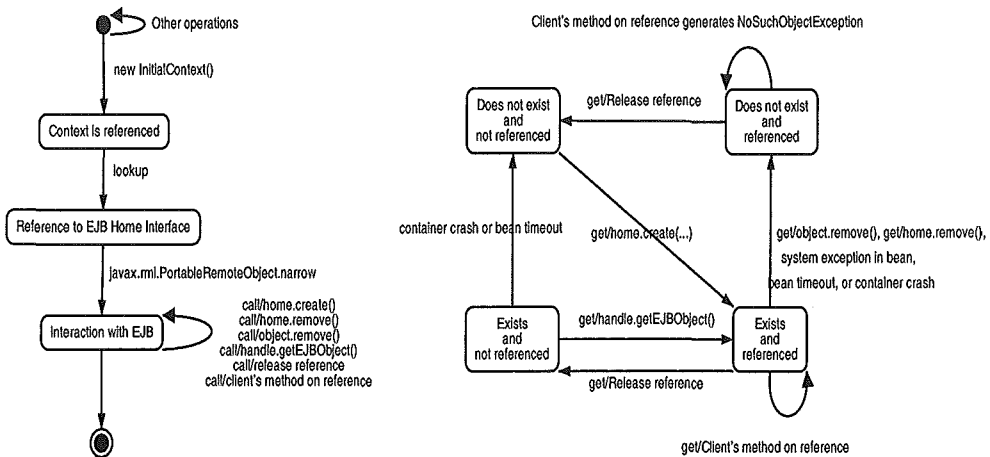 Other operations
new InitialContext()
Context is referenced
lookup
Reference to EJB Home Interface
javax.rmi.PortableRemoteObject.narrow
Interaction with EJB
call/home.create()
call/home.remove()
call/object.remove()
call/handle.getEJBObject()
call/release reference
call/client's method on reference
Client's method on reference generates NoSuchObjectException
Does not exist
and
not referenced
get/Release reference
Does not exist
and
referenced
container crash or bean timeout
get/home.create(...)
get/object.remove(), get/home.remove(),
system exception in bean,
bean timeout, or container crash
Exists
and
not referenced
get/handle.getEJBObject()
get/Release reference
Exists
and
referenced
get/Client's method on reference